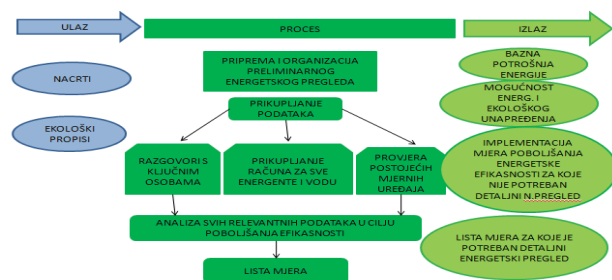 ULAZ
PROCES
IZLAZ
NACRTI
EKOLOŠKI
PROPISI
PRIPREMA I ORGANIZACIJA
PRELIMINARNOG
ENERGETSKOG PREGLEDA
PRIKUPLJANJE
PODATAKA
RAZGOVORI S
KLJUČNIM
OSOBAMA
PRIKUPLJANJE
RAČUNA ZA SVE
ENERGENTE I VODU
PROVJERA
POSTOJEĆIH
MJERNIH
UREĐAJA
ANALIZA SVIH RELEVANTNIH PODATAKA U CILJU
POBOLJŠANJA EFIKASNOSTI
LISTA MJERA
BAZNA
POTROŠNJA
ENERGIJE
MOGUĆNOST
ENERG. I
EKOLOŠKOG
UNAPREĐENJA
IMPLEMENTACIJA
MJERA POBOLJŠANJA
ENERGETSKE
EFIKASNOSTI ZA KOJE
NIJE POTREBAN
DETALJNI N.PREGLED
LISTA MJERA ZA KOJE JE
POTREBAN DETALJNI
ENERGETSKI PREGLED